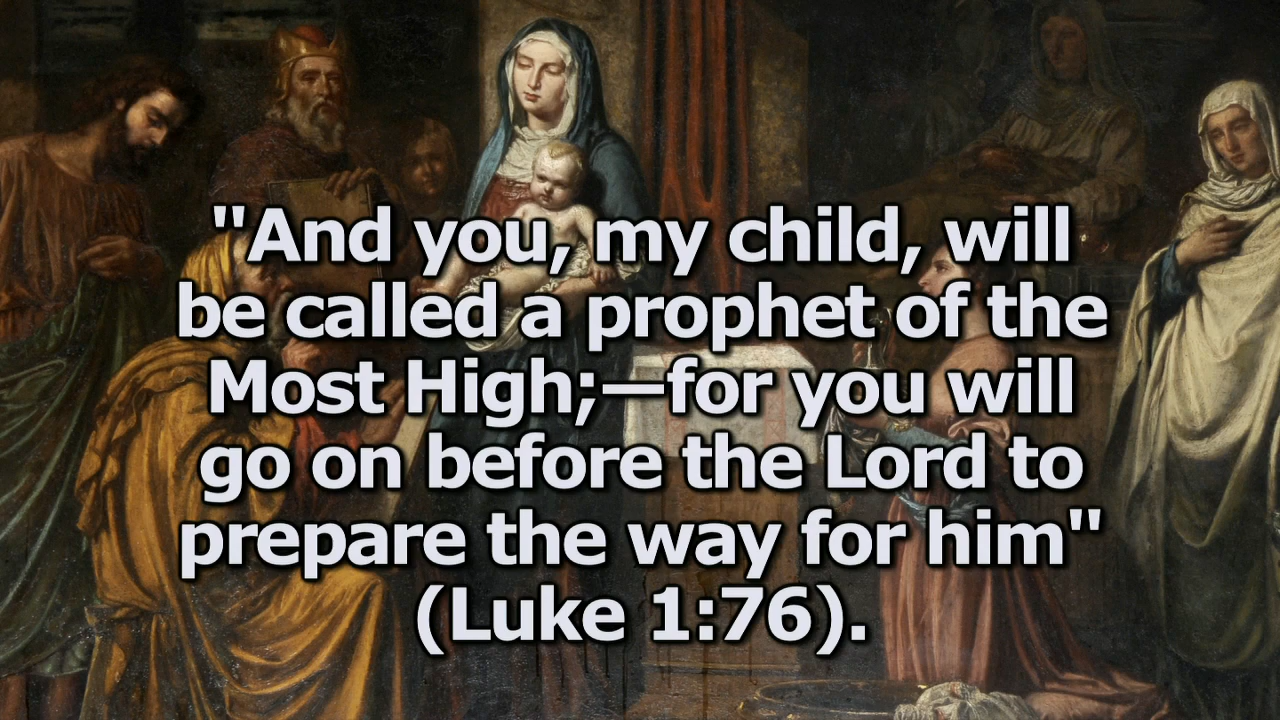 "And you, my child, will
be called a prophet of the
Most High;—for you will
go on before the Lord to
prepare the way for him"
(Luke 1:76).